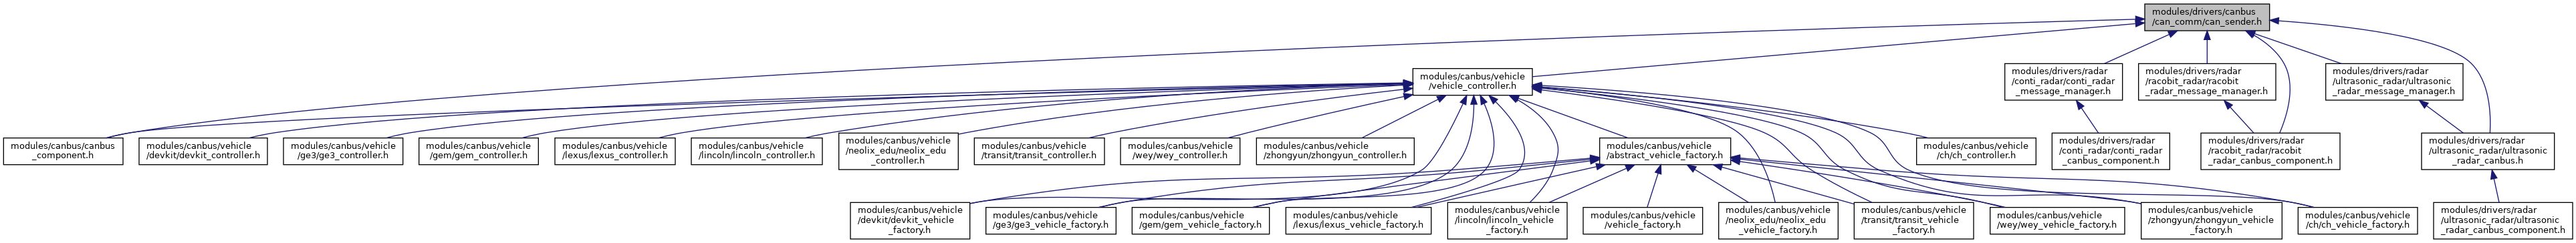 modules/drivers/canbus
/can_comm/can_sender.h
modules/canbus/vehicle
/vehicle_controller.h
modules/drivers/radar
/conti_radar/conti_radar
_message_manager.h
modules/drivers/radar
/racobit_radar/racobit
_radar_message_manager.h
modules/drivers/radar
/ultrasonic_radar/ultrasonic
_radar_message_manager.h
modules/canbus/canbus
_component.h
modules/canbus/vehicle
/devkit/devkit_controller.h
modules/canbus/vehicle
/ge3/ge3_controller.h
modules/canbus/vehicle
/gem/gem_controller.h
modules/canbus/vehicle
/lexus/lexus_controller.h
modules/canbus/vehicle
/lincoln/lincoln_controller.h
modules/canbus/vehicle
/neolix_edu/neolix_edu
_controller.h
modules/canbus/vehicle
/transit/transit_controller.h
modules/canbus/vehicle
/wey/wey_controller.h
modules/canbus/vehicle
/zhongyun/zhongyun_controller.h
modules/canbus/vehicle
/abstract_vehicle_factory.h
modules/canbus/vehicle
/ch/ch_controller.h
modules/drivers/radar
/conti_radar/conti_radar
_canbus_component.h
modules/drivers/radar
/racobit_radar/racobit
_radar_canbus_component.h
modules/drivers/radar
/ultrasonic_radar/ultrasonic
_radar_canbus.h
modules/canbus/vehicle
/devkit/devkit_vehicle
_factory.h
modules/canbus/vehicle
/ge3/ge3_vehicle_factory.h
modules/canbus/vehicle
/gem/gem_vehicle_factory.h
modules/canbus/vehicle
/lexus/lexus_vehicle_factory.h
modules/canbus/vehicle
/lincoln/lincoln_vehicle
_factory.h
modules/canbus/vehicle
/vehicle_factory.h
modules/canbus/vehicle
/neolix_edu/neolix_edu
_vehicle_factory.h
modules/canbus/vehicle
/transit/transit_vehicle
_factory.h
modules/canbus/vehicle
/wey/wey_vehicle_factory.h
modules/canbus/vehicle
/zhongyun/zhongyun_vehicle
_factory.h
modules/canbus/vehicle
/ch/ch_vehicle_factory.h
modules/drivers/radar
/ultrasonic_radar/ultrasonic
_radar_canbus_component.h